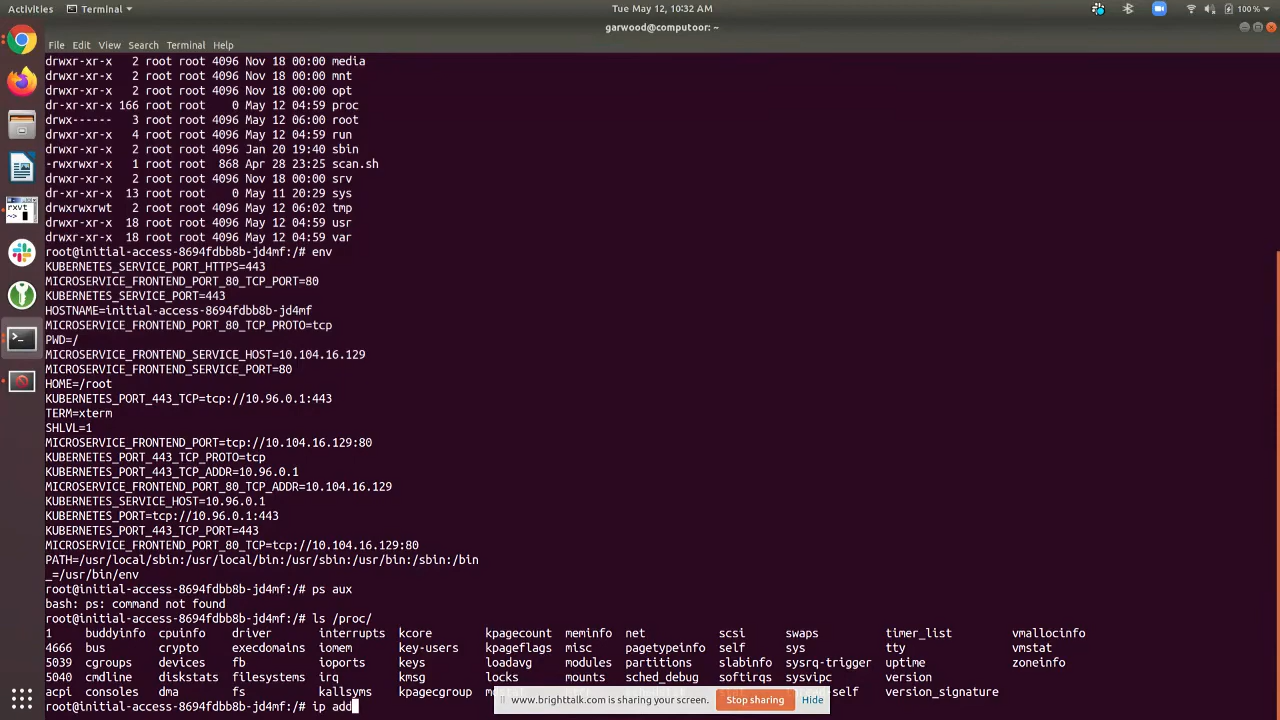 Activities Terminal Tue May 12, 10:32 AM 100%
garwood@computoor: ~
File Edit View Search Terminal Help
drwxr-xr-x 2 root root 4096 Nov 18 00:00 media
drwxr-xr-x 2 root root 4096 Nov 18 00:00 mnt
drwxr-xr-x 2 root root 4096 Nov 18 00:00 opt
dr-xr-xr-x 166 root root 0 May 12 04:59 proc
drwx------ 3 root root 4096 May 12 06:00 root
drwxr-xr-x 4 root root 4096 May 12 04:59 run
drwxr-xr-x 2 root root 4096 Jan 20 19:40 sbin
-rwxrwxr-x 1 root root 868 Apr 28 23:25 scan.sh
drwxr-xr-x 2 root root 4096 Nov 18 00:00 srv
dr-xr-xr-x 13 root root 0 May 11 20:29 sys
drwxrwxrwt 2 root root 4096 May 12 06:02 tmp
drwxr-xr-x 18 root root 4096 May 12 04:59 usr
drwxr-xr-x 18 root root 4096 May 12 04:59 var
root@initial-access-8694fdbb8b-jd4mf:/# env
KUBERNETES_SERVICE_PORT_HTTPS=443
MICROSERVICE_FRONTEND_PORT_80_TCP_PORT=80
KUBERNETES_SERVICE_PORT=443
HOSTNAME=initial-access-8694fdbb8b-jd4mf
MICROSERVICE_FRONTEND_PORT_80_TCP_PROTO=tcp
PWD=/
MICROSERVICE_FRONTEND_SERVICE_HOST=10.104.16.129
MICROSERVICE_FRONTEND_SERVICE_PORT=80
HOME=/root
KUBERNETES_PORT_443_TCP=tcp://10.96.0.1:443
TERM=xterm
SHLVL=1
MICROSERVICE_FRONTEND_PORT=tcp://10.104.16.129:80
KUBERNETES_PORT_443_TCP_PROTO=tcp
KUBERNETES_PORT_443_TCP_ADDR=10.96.0.1
MICROSERVICE_FRONTEND_PORT_80_TCP_ADDR=10.104.16.129
KUBERNETES_SERVICE_HOST=10.96.0.1
KUBERNETES_PORT=tcp://10.96.0.1:443
KUBERNETES_PORT_443_TCP_PORT=443
MICROSERVICE_FRONTEND_PORT_80_TCP=tcp://10.104.16.129:80
PATH=/usr/local/sbin:/usr/local/bin:/usr/sbin:/usr/bin:/sbin:/bin
_=/usr/bin/env
root@initial-access-8694fdbb8b-jd4mf:/# ps aux
bash: ps: command not found
root@initial-access-8694fdbb8b-jd4mf:/# ls /proc/
1 buddyinfo cpuinfo driver interrupts kcore kpagecount meminfo net scsi swaps timer_list vmallocinfo
4666 bus crypto execdomains iomem key-users kpageflags misc pagetypeinfo self sys tty vmstat
5039 cgroups devices fb ioports keys loadavg modules partitions slabinfo sysrq-trigger uptime zoneinfo
5040 cmdline diskstats filesystems irq kmsg locks mounts sched_debug softirqs sysvipc version
acpi consoles dma fs kallsyms kpagecgroup version_signature
www.brighttalk.com is sharing your screen. Stop sharing Hide
root@initial-access-8694fdbb8b-jd4mf:/# ip add